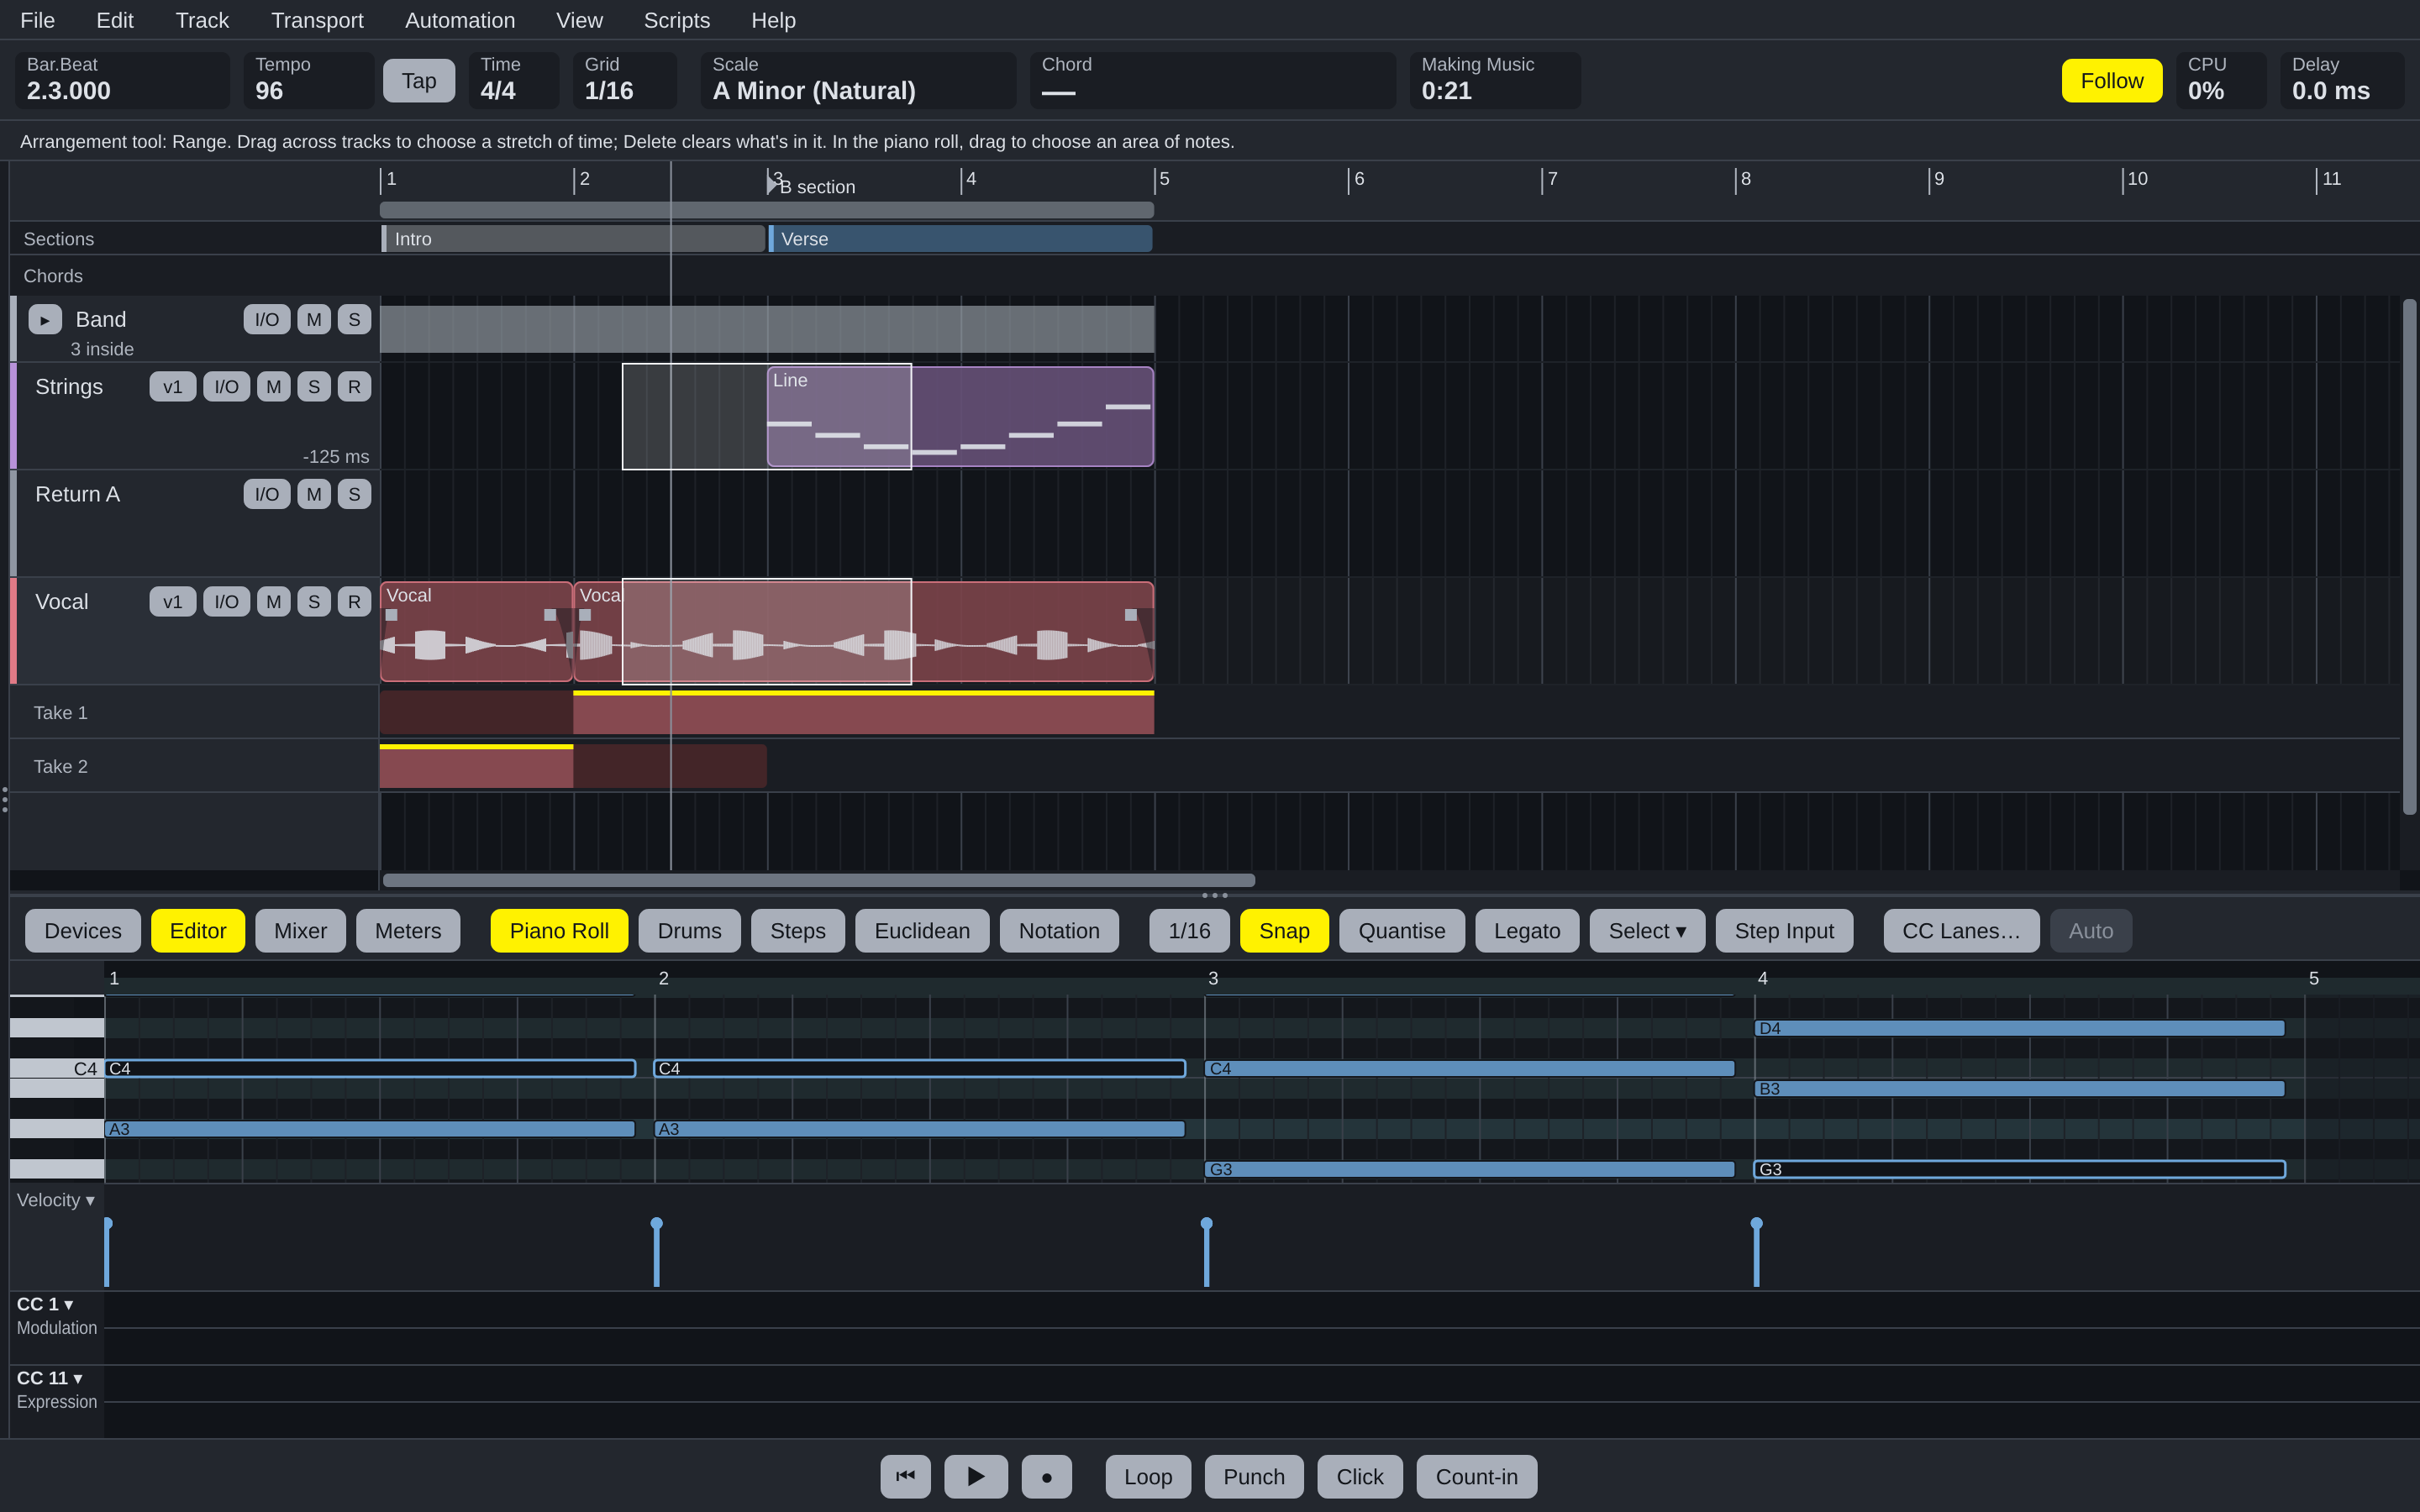 File Edit Track Transport Automation View Scripts Help
Bar.Beat Tempo Time Grid Scale Chord Making Music CPU Delay
2.3.000 96 Tap 4/4 1/16 A Minor (Natural) — 0:21 Follow 0% 0.0 ms
Arrangement tool: Range. Drag across tracks to choose a stretch of time; Delete clears what's in it. In the piano roll, drag to choose an area of notes.
1 2 3 B section 4 5 6 7 8 9 10 11
Sections Intro Verse
Chords
▸ Band I/O M S
3 inside
Strings v1 I/O M S R Line
-125 ms
Return A I/O M S
Vocal v1 I/O M S R Vocal Vocal
Take 1
Take 2
Devices Editor Mixer Meters Piano Roll Drums Steps Euclidean Notation 1/16 Snap Quantise Legato Select ▾ Step Input CC Lanes… Auto
1 2 3 4 5
D4
C4 C4 C4 C4
B3
A3 A3
G3 G3
Velocity ▾
CC 1 ▾
Modulation
CC 11 ▾
Expression
Loop Punch Click Count-in